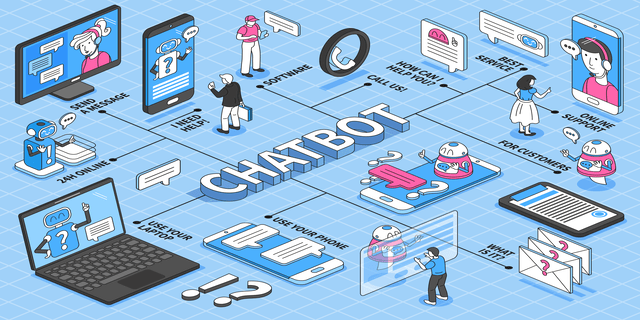 SEND
A MESSAGE
I NEED
HELP!
SOFTWARE
CALL US!
HOW CAN I
HELP YOU?
BEST
SERVICE
ONLINE
SUPPORT
24H ONLINE
CHATBOT
FOR CUSTOMERS
USE YOUR
LAPTOP
USE YOUR PHONE
WHAT
IS IT?
?
?
?
!
?
?
?
?